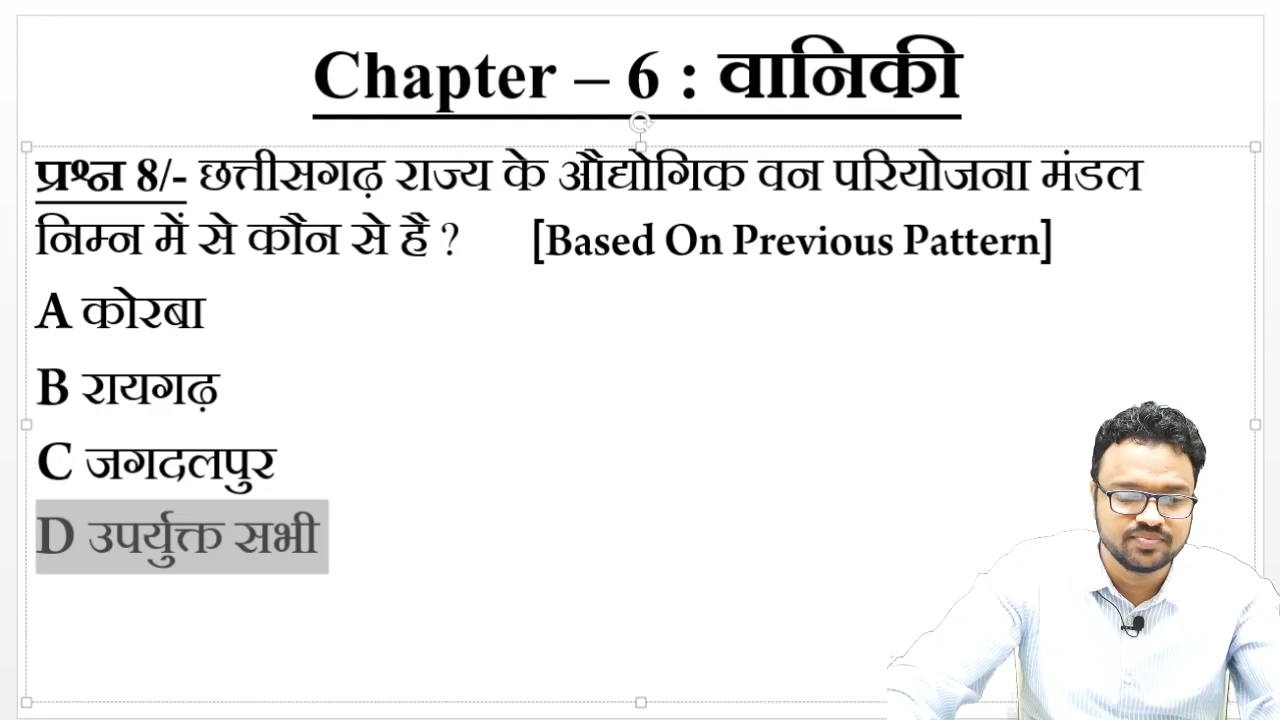 Chapter – 6 : वानिकी
प्रश्न 8/- छत्तीसगढ़ राज्य के औद्योगिक वन परियोजना मंडल
निम्न में से कौन से है ? [Based On Previous Pattern]
A कोरबा
B रायगढ़
C जगदलपुर
D उपर्युक्त सभी